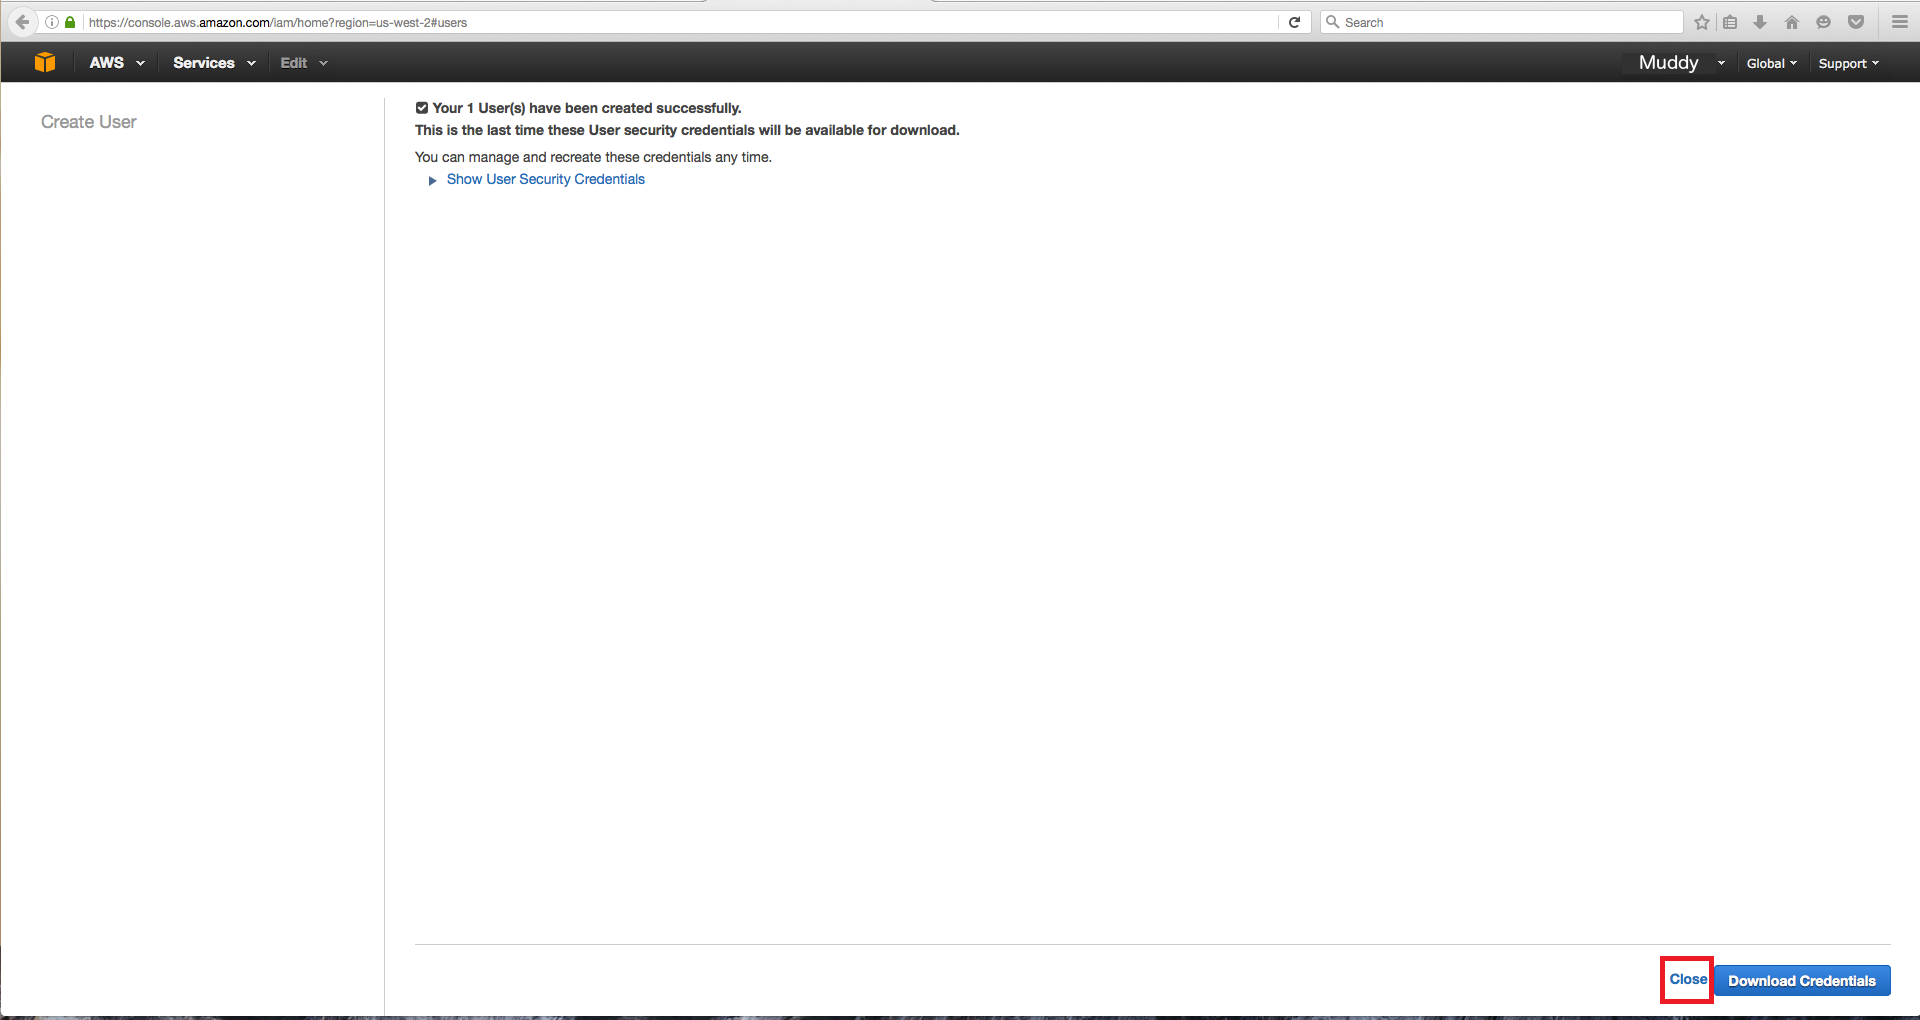 https://console.aws.amazon.com/iam/home?region=us-west-2#users
Search
AWS Services Edit
Muddy Global Support
Create User
Your 1 User(s) have been created successfully.
This is the last time these User security credentials will be available for download.
You can manage and recreate these credentials any time.
Show User Security Credentials
Close Download Credentials